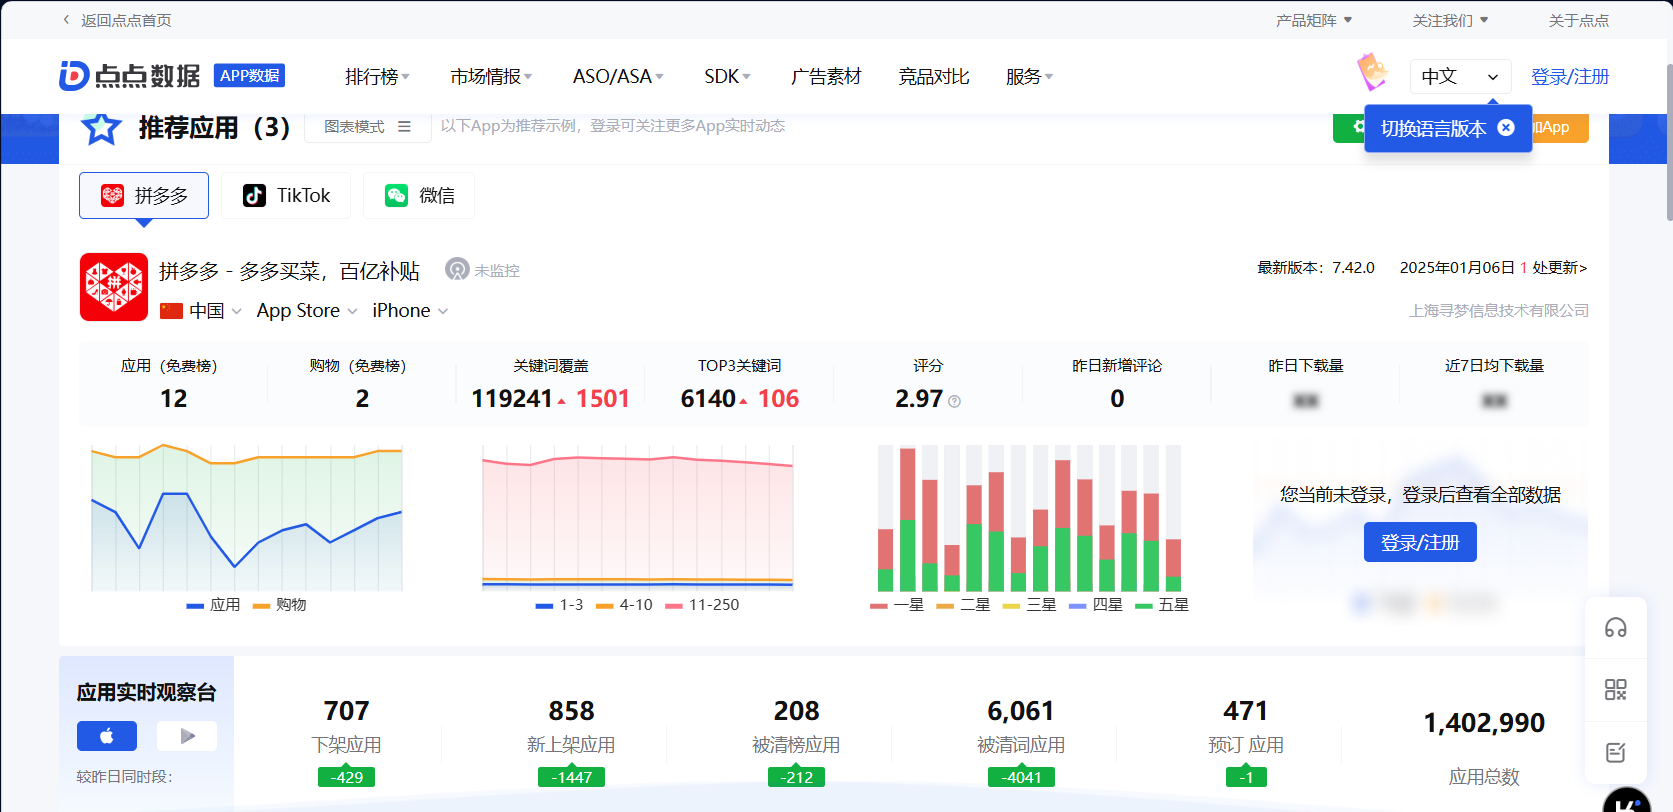 返回点点首页
产品矩阵
关注我们
关于点点
点点数据
APP数据
排行榜
市场情报
ASO/ASA
SDK
广告素材
竞品对比
服务
中文
登录/注册
推荐应用（3）
图表模式
以下App为推荐示例，登录可关注更多App实时动态
切换语言版本
加App
拼多多
TikTok
微信
拼多多 - 多多买菜，百亿补贴
未监控
最新版本：7.42.0
2025年01月06日 1 处更新>
中国
App Store
iPhone
上海寻梦信息技术有限公司
应用（免费榜）
购物（免费榜）
关键词覆盖
TOP3关键词
评分
昨日新增评论
昨日下载量
近7日均下载量
12
2
119241 1501
6140 106
2.97
0
您当前未登录，登录后查看全部数据
登录/注册
应用
购物
1-3
4-10
11-250
一星
二星
三星
四星
五星
应用实时观察台
较昨日同时段：
707
下架应用
-429
858
新上架应用
-1447
208
被清榜应用
-212
6,061
被清词应用
-4041
471
预订 应用
-1
1,402,990
应用总数